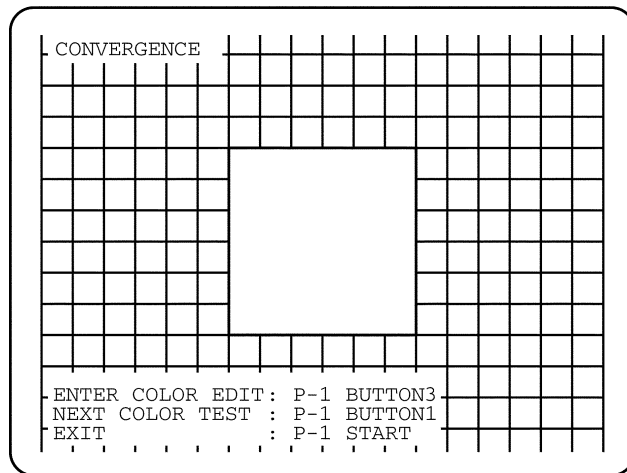 CONVERGENCE
ENTER COLOR EDIT: P-1 BUTTON3
NEXT COLOR TEST : P-1 BUTTON1
EXIT : P-1 START